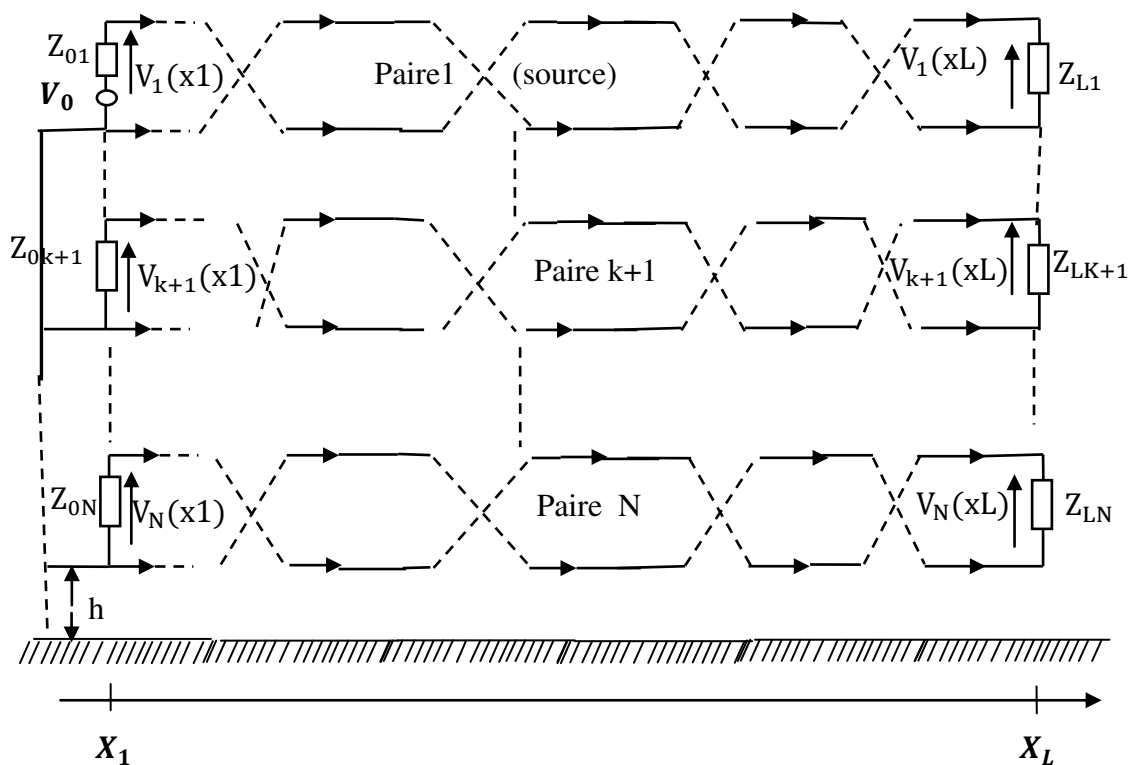 Z01
V1(x1)
V0
Paire1 (source)
V1(xL)
ZL1
Z0k+1
Vk+1(x1)
Paire k+1
Vk+1(xL)
ZLK+1
Z0N
VN(x1)
Paire N
VN(xL)
ZLN
h
X1
XL